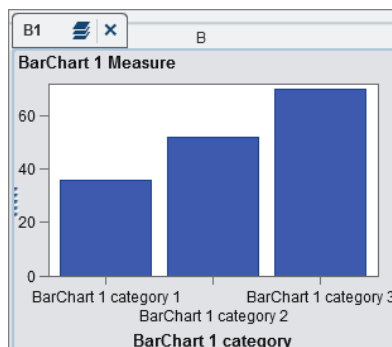 B1
B
BarChart 1 Measure
60
40
20
0
BarChart 1 category 1
BarChart 1 category 3
BarChart 1 category 2
BarChart 1 category